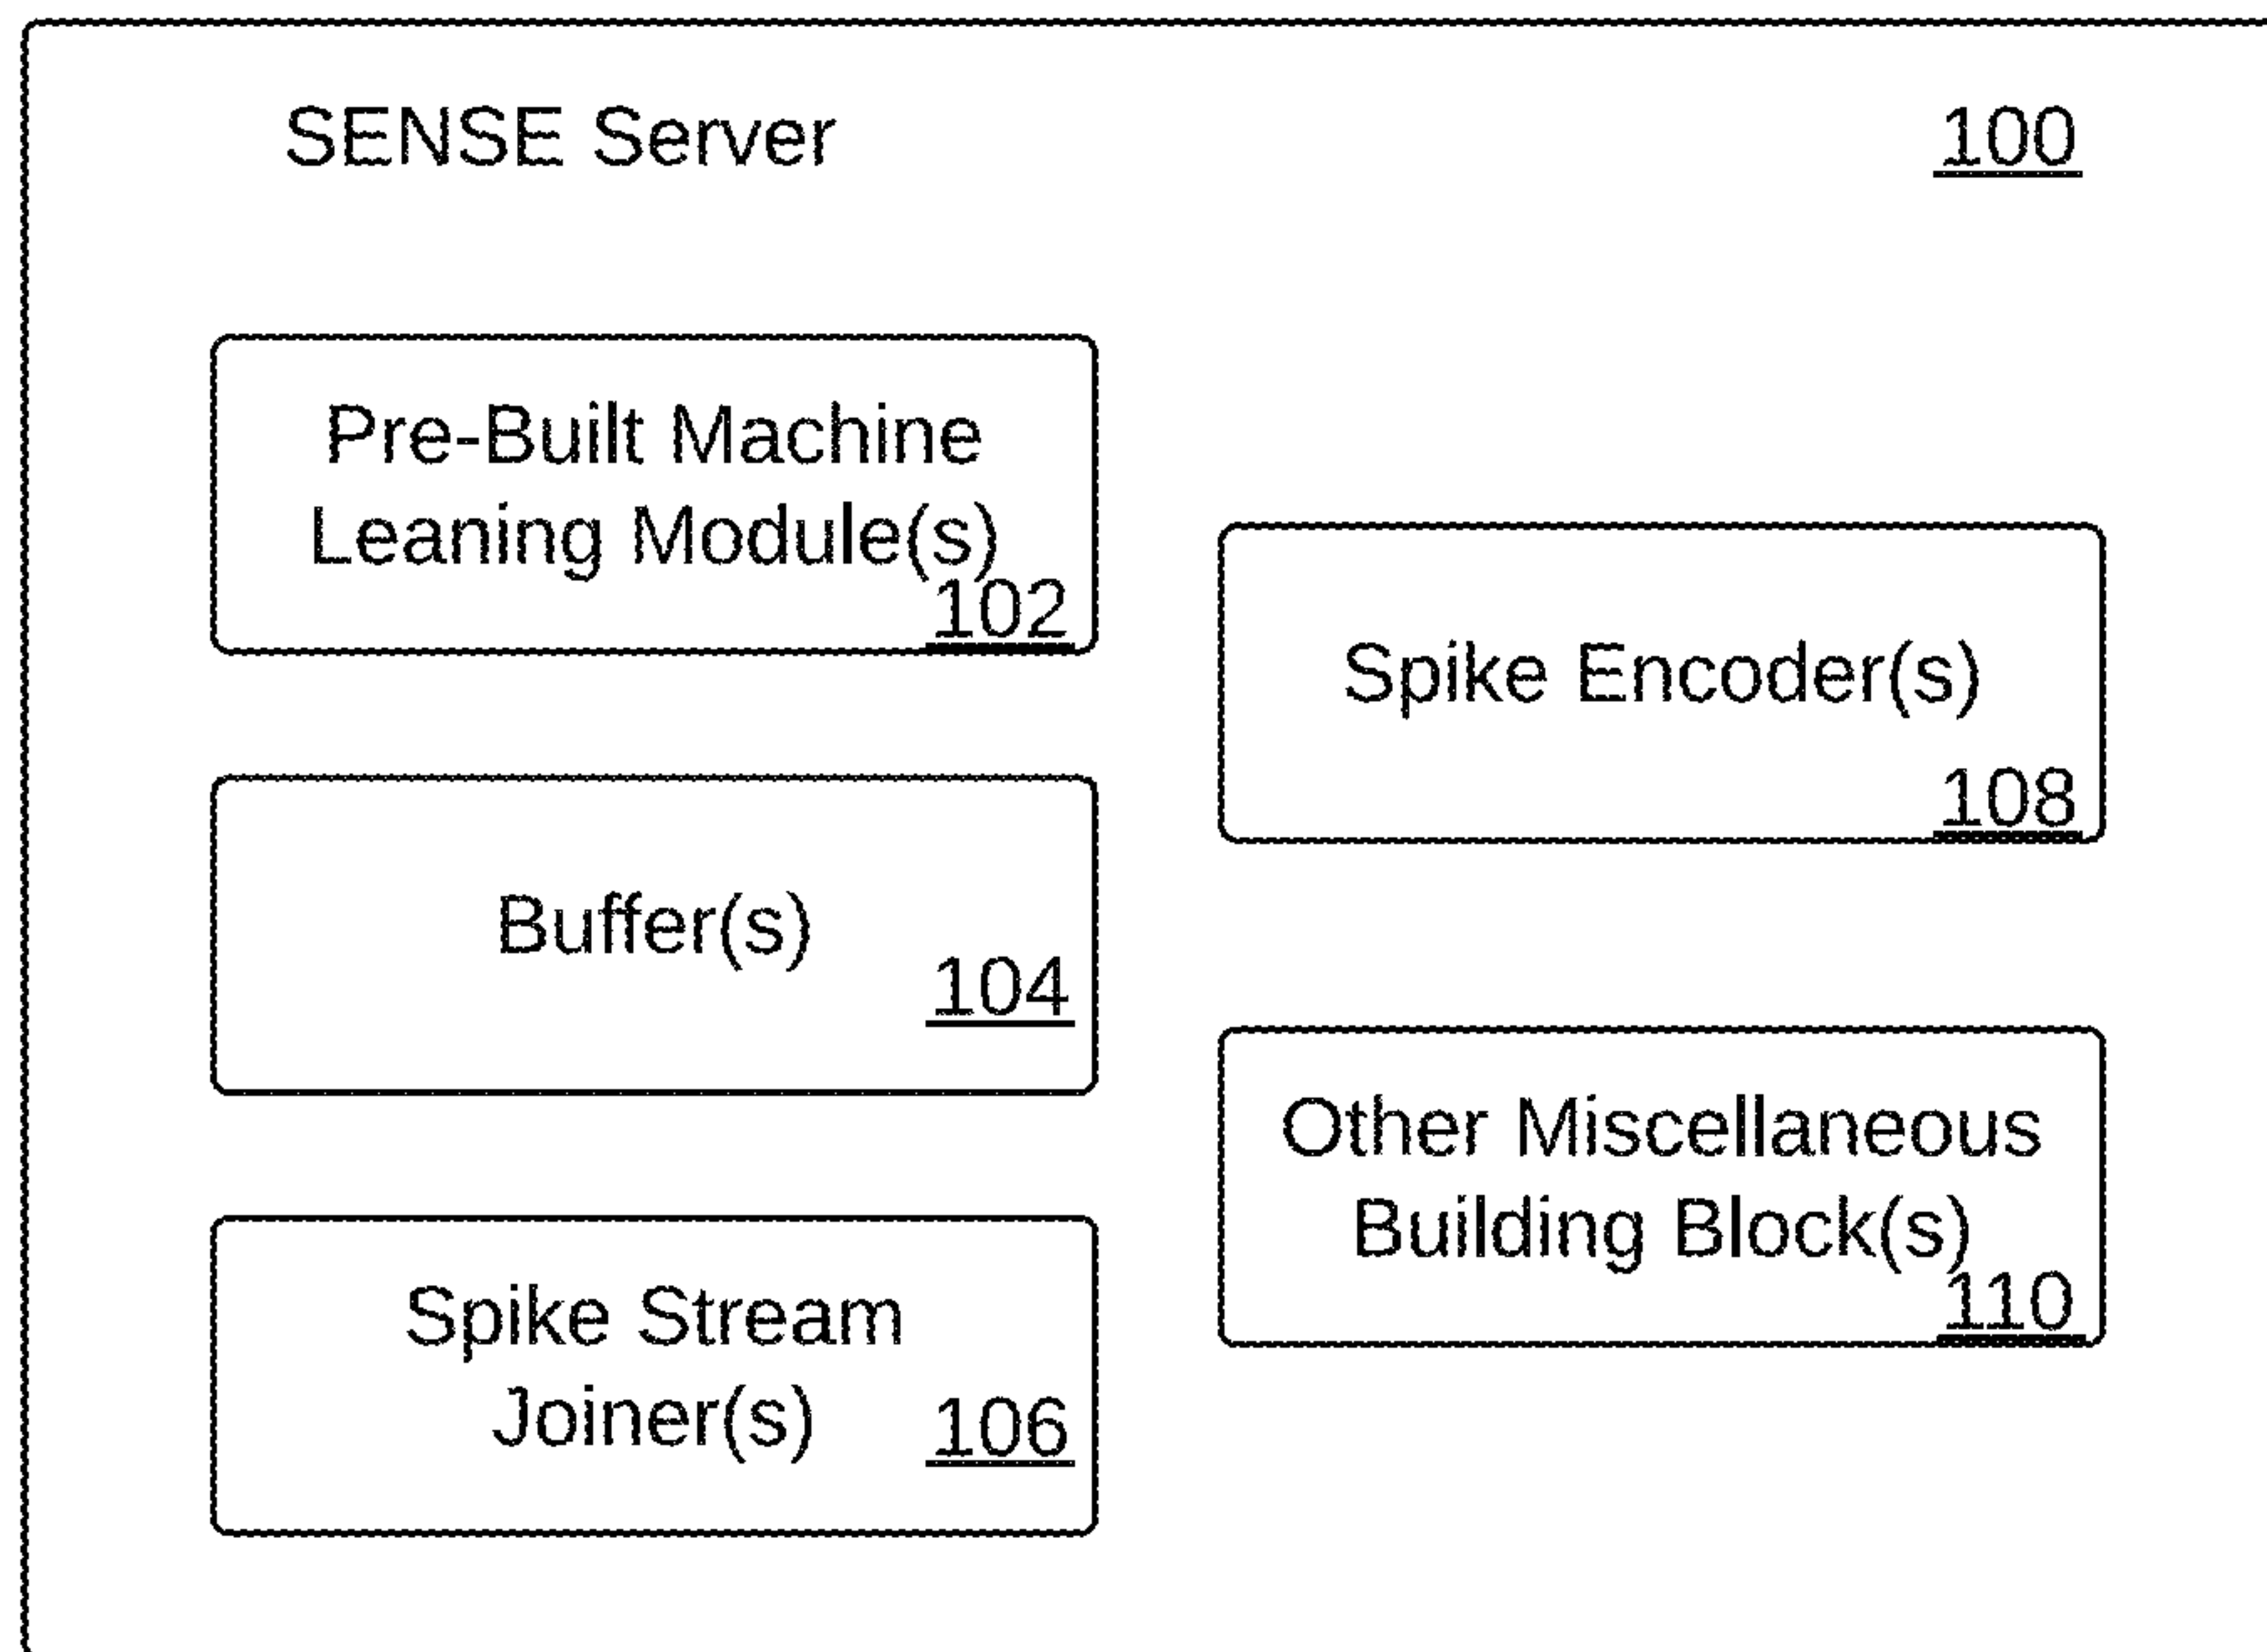 SENSE Server 100
Pre-Built Machine
Leaning Module(s)
102
Buffer(s)
104
Spike Stream
Joiner(s) 106
Spike Encoder(s)
108
Other Miscellaneous
Building Block(s)
110